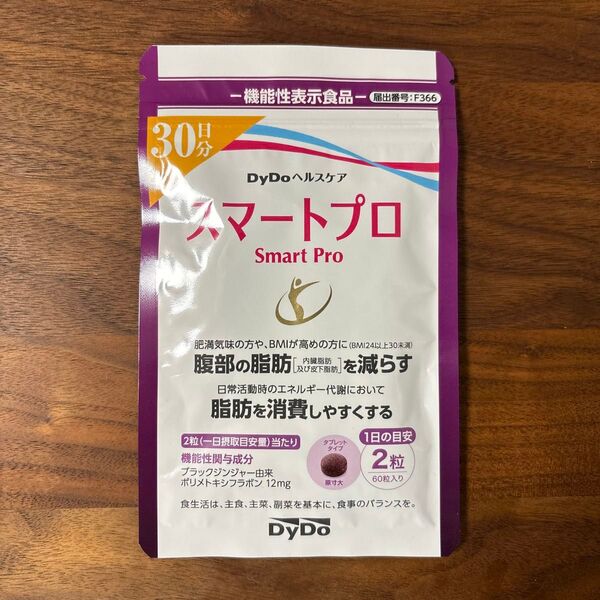 機能性表示食品 届出番号:F366
30日分
DyDoヘルスケア
スマートプロ
Smart Pro
肥満気味の方や、BMIが高めの方に(BMI24以上30未満)
腹部の脂肪[内臓脂肪及び皮下脂肪]を減らす
日常活動時のエネルギー代謝において
脂肪を消費しやすくする
2粒(一日摂取目安量)当たり
機能性関与成分
ブラックジンジャー由来
ポリメトキシフラボン 12mg
タブレット
タイプ
原寸大
1日の目安
2粒
60粒入り
食生活は、主食、主菜、副菜を基本に、食事のバランスを。
DyDo